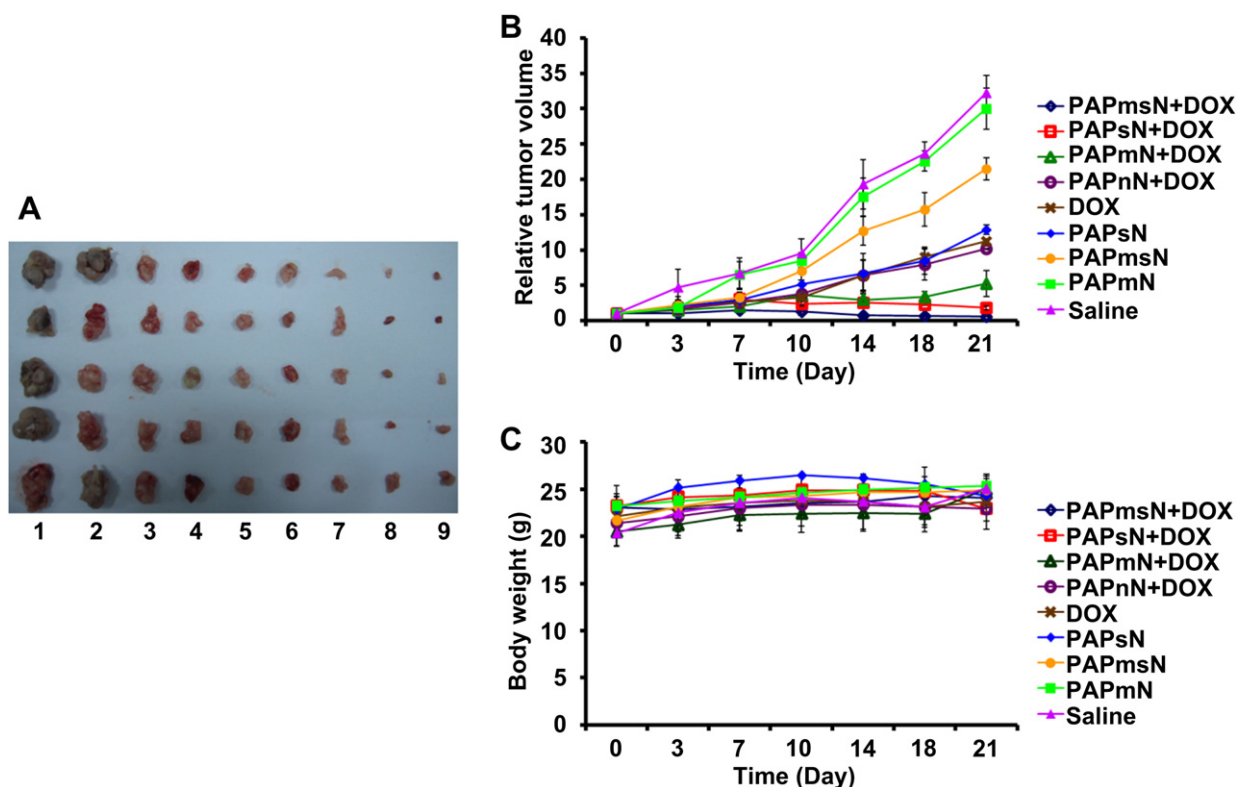 A
1 2 3 4 5 6 7 8 9
B
Relative tumor volume
40
35
30
25
20
15
10
5
0
0 3 7 10 14 18 21
Time (Day)
PAPmsN+DOX
PAPsN+DOX
PAPmN+DOX
PAPnN+DOX
DOX
PAPsN
PAPmsN
PAPmN
Saline
C
Body weight (g)
30
25
20
15
10
5
0
0 3 7 10 14 18 21
Time (Day)
PAPmsN+DOX
PAPsN+DOX
PAPmN+DOX
PAPnN+DOX
DOX
PAPsN
PAPmsN
PAPmN
Saline